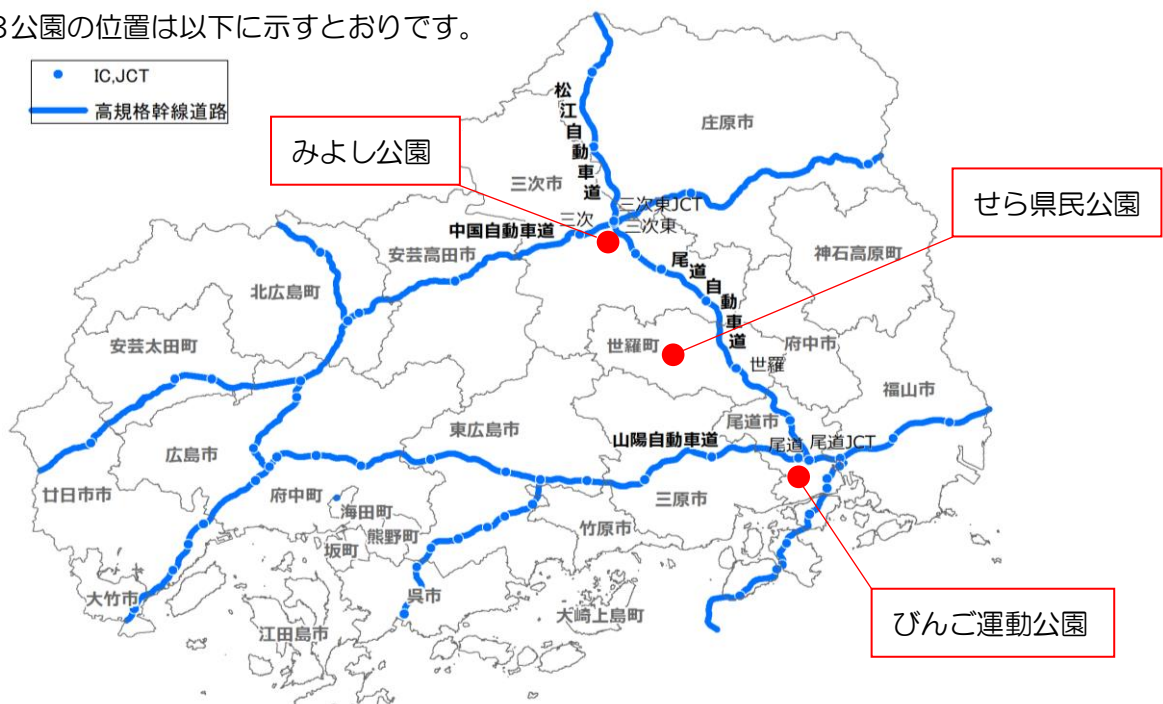 3公園の位置は以下に示すとおりです。
IC,JCT
高規格幹線道路
みよし公園
せら県民公園
びんご運動公園
松江自動車道
庄原市
三次市
三次東JCT
三次
三次東
中国自動車道
安芸高田市
尾道自動車道
神石高原町
北広島町
安芸太田町
世羅町
府中市
世羅
福山市
尾道市
東広島市
山陽自動車道
尾道
尾道JCT
広島市
廿日市市
府中町
海田町
三原市
竹原市
熊野町
坂町
呉市
大竹市
江田島市
大崎上島町